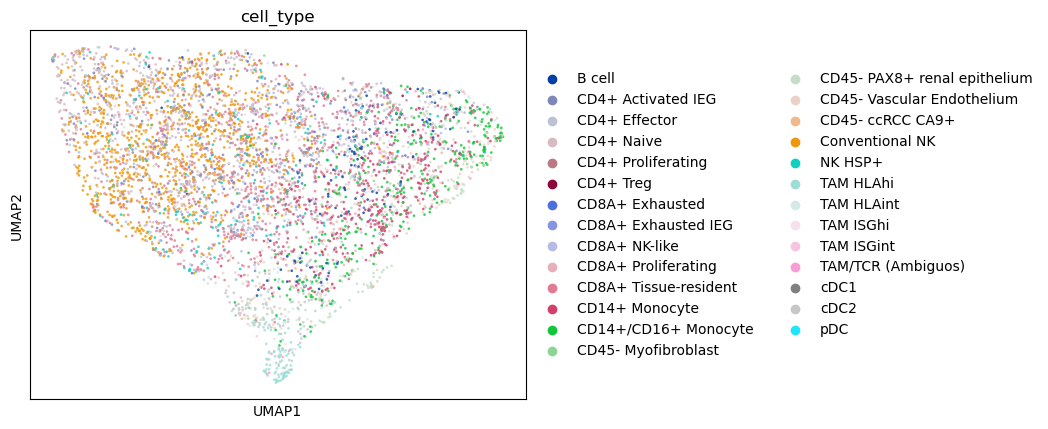 cell_type
UMAP2
UMAP1
B cell
CD4+ Activated IEG
CD4+ Effector
CD4+ Naive
CD4+ Proliferating
CD4+ Treg
CD8A+ Exhausted
CD8A+ Exhausted IEG
CD8A+ NK-like
CD8A+ Proliferating
CD8A+ Tissue-resident
CD14+ Monocyte
CD14+/CD16+ Monocyte
CD45- Myofibroblast
CD45- PAX8+ renal epithelium
CD45- Vascular Endothelium
CD45- ccRCC CA9+
Conventional NK
NK HSP+
TAM HLAhi
TAM HLAint
TAM ISGhi
TAM ISGint
TAM/TCR (Ambiguos)
cDC1
cDC2
pDC